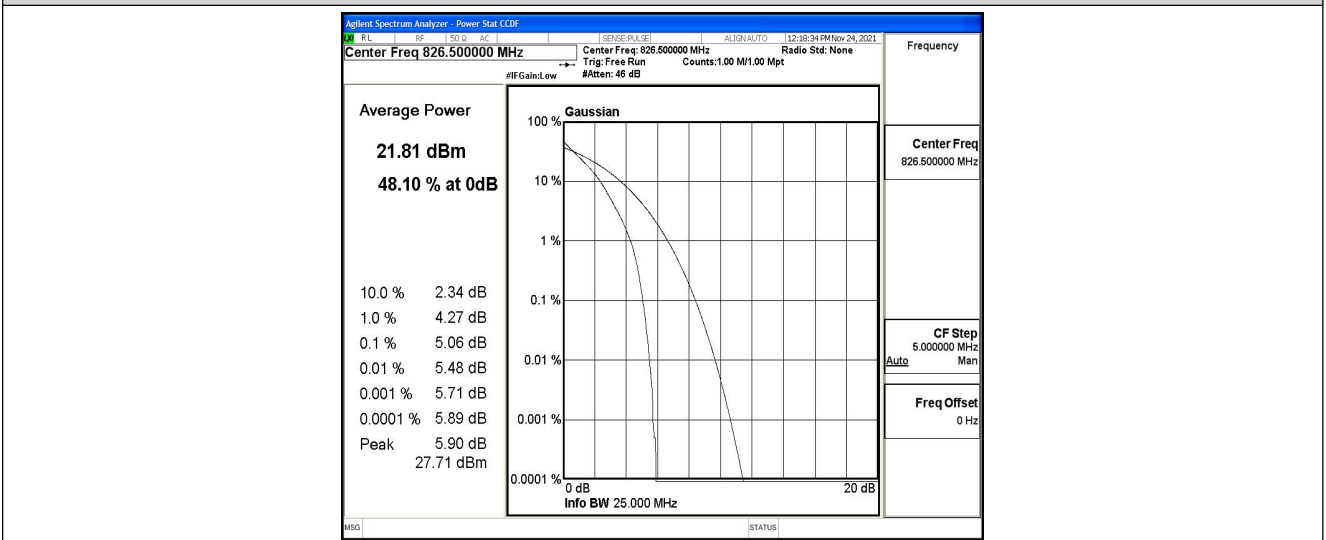 Agilent Spectrum Analyzer - Power Stat CCDF
RL RF 50 Ω AC SENSE:PULSE ALIGN AUTO 12:18:34 PM Nov 24, 2021
Center Freq 826.500000 MHz
Center Freq: 826.500000 MHz Radio Std: None
Trig: Free Run Counts:1.00 M/1.00 Mpt
#IFGain:Low #Atten: 46 dB
Frequency
Average Power
21.81 dBm
48.10 % at 0dB
10.0 % 2.34 dB
1.0 % 4.27 dB
0.1 % 5.06 dB
0.01 % 5.48 dB
0.001 % 5.71 dB
0.0001 % 5.89 dB
Peak 5.90 dB
27.71 dBm
Gaussian
100 %
10 %
1 %
0.1 %
0.01 %
0.001 %
0.0001 %
0 dB 20 dB
Info BW 25.000 MHz
Center Freq
826.500000 MHz
CF Step
5.000000 MHz
Auto Man
Freq Offset
0 Hz
MSG STATUS